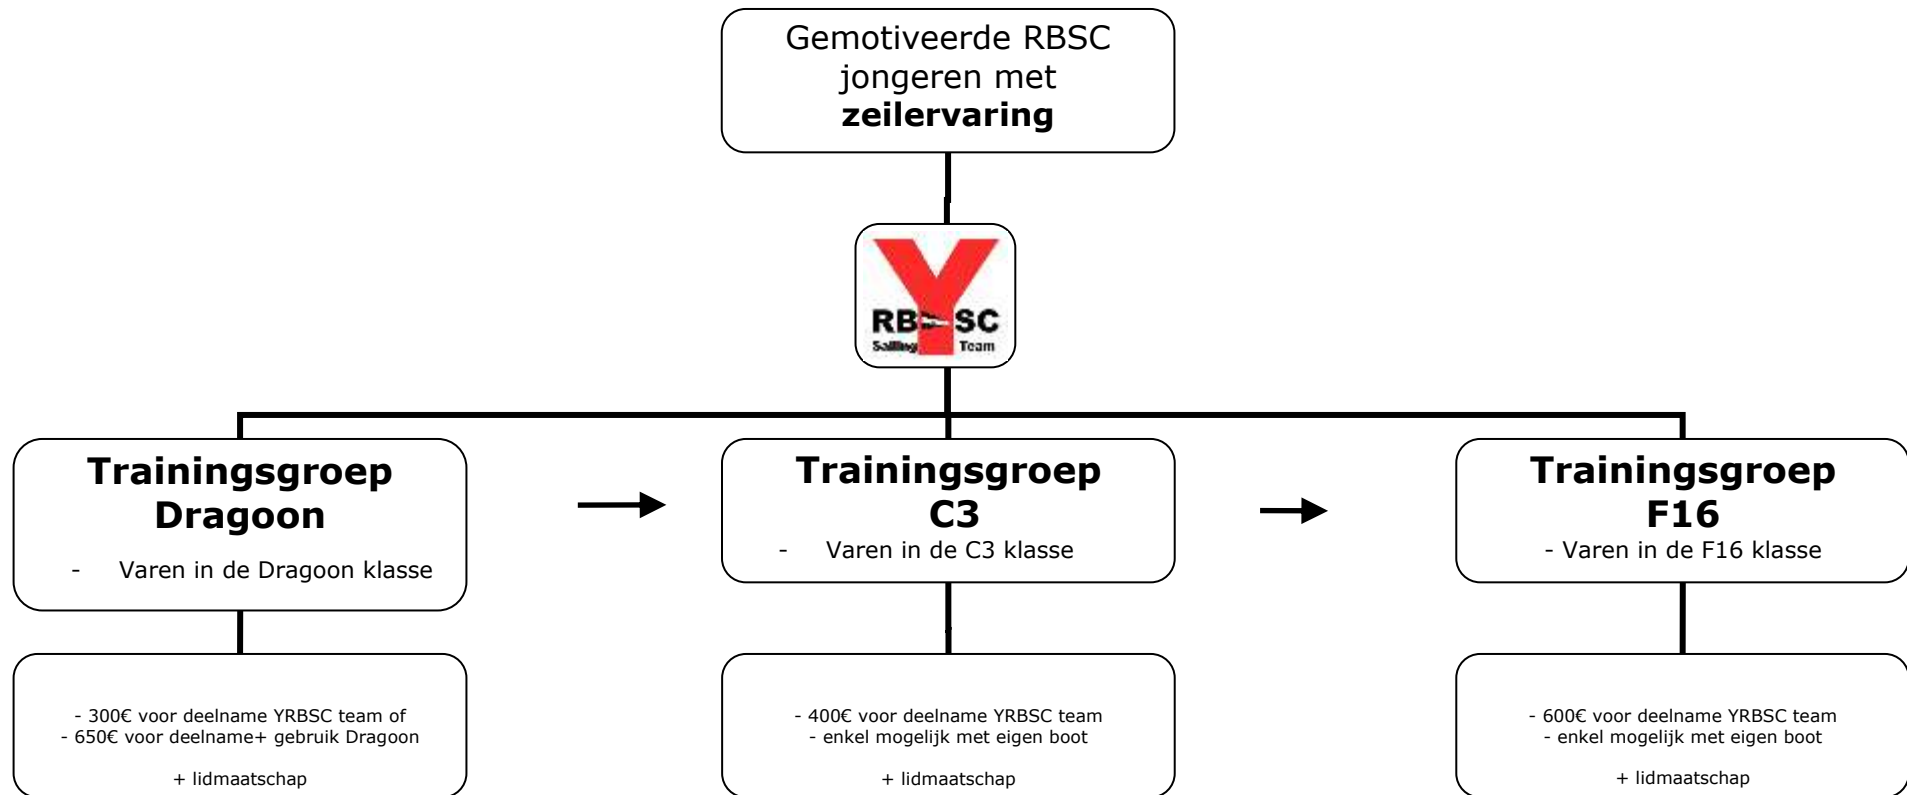 Gemotiveerde RBSC
jongeren met
zeilervaring
Y
RB SC
Sailing Team
Trainingsgroep
Dragoon
- Varen in de Dragoon klasse
Trainingsgroep
C3
- Varen in de C3 klasse
Trainingsgroep
F16
- Varen in de F16 klasse
- 300€ voor deelname YRBSC team of
- 650€ voor deelname+ gebruik Dragoon
+ lidmaatschap
- 400€ voor deelname YRBSC team
- enkel mogelijk met eigen boot
+ lidmaatschap
- 600€ voor deelname YRBSC team
- enkel mogelijk met eigen boot
+ lidmaatschap